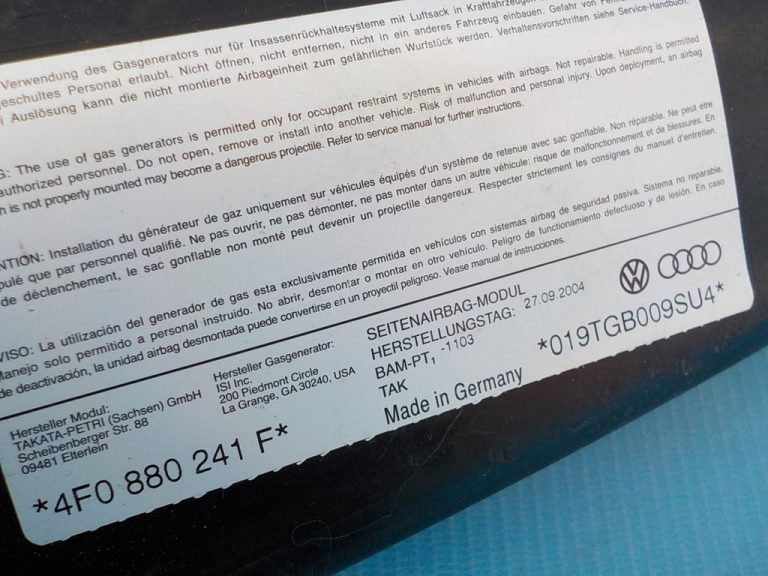 Verwendung des Gasgenerators nur für Insassenrückhaltesysteme mit Luftsack in Kraftfahrzeugen
geschultes Personal erlaubt. Nicht öffnen, nicht entfernen, nicht in ein anderes Fahrzeug einbauen. Gefahr von
Auslösung kann die nicht montierte Airbageinheit zum gefährlichen Wurfstück werden. Verhaltensvorschriften siehe Service-Handbuch.
G: The use of gas generators is permitted only for occupant restraint systems in vehicles with airbags. Not repairable. Handling is permitted
authorized personnel. Do not open, remove or install into another vehicle. Risk of malfunction and personal injury. Upon deployment, an airbag
h is not properly mounted may become a dangerous projectile. Refer to service manual for further instructions.
NTION: Installation du générateur de gaz uniquement sur véhicules équipés d'un système de retenue avec sac gonflable. Non réparable. Ne peut etre
pulé que par personnel qualifié. Ne pas ouvrir, ne pas démonter, ne pas monter dans un autre véhicule: risque de malfonctionnement et de blessures. En
de déclenchement, le sac gonflable non monté peut devenir un projectile dangereux. Respecter strictement les consignes du manuel d'entretien.
VISO: La utilización del generador de gas esta exclusivamente permitida en vehículos con sistemas airbag de seguridad pasiva. Sistema no reparable.
Manejo solo permitido a personal instruido. No abrir, desmontar o montar en otro vehículo. Peligro de funcionamiento defectuoso y de lesión. En caso
de deactivación, la unidad airbag desmontada puede convertirse en un proyectil peligroso. Vease manual de instrucciones.
Hersteller Modul:
TAKATA-PETRI (Sachsen) GmbH
Scheibenberger Str. 88
09481 Elterlein
Hersteller Gasgenerator:
ISI Inc.
200 Piedmont Circle
La Grange, GA 30240, USA
SEITENAIRBAG-MODUL
HERSTELLUNGSTAG: 27.09.2004
BAM-PT₁ -1103
TAK
Made in Germany
*4F0 880 241 F*
*019TGB009SU4*